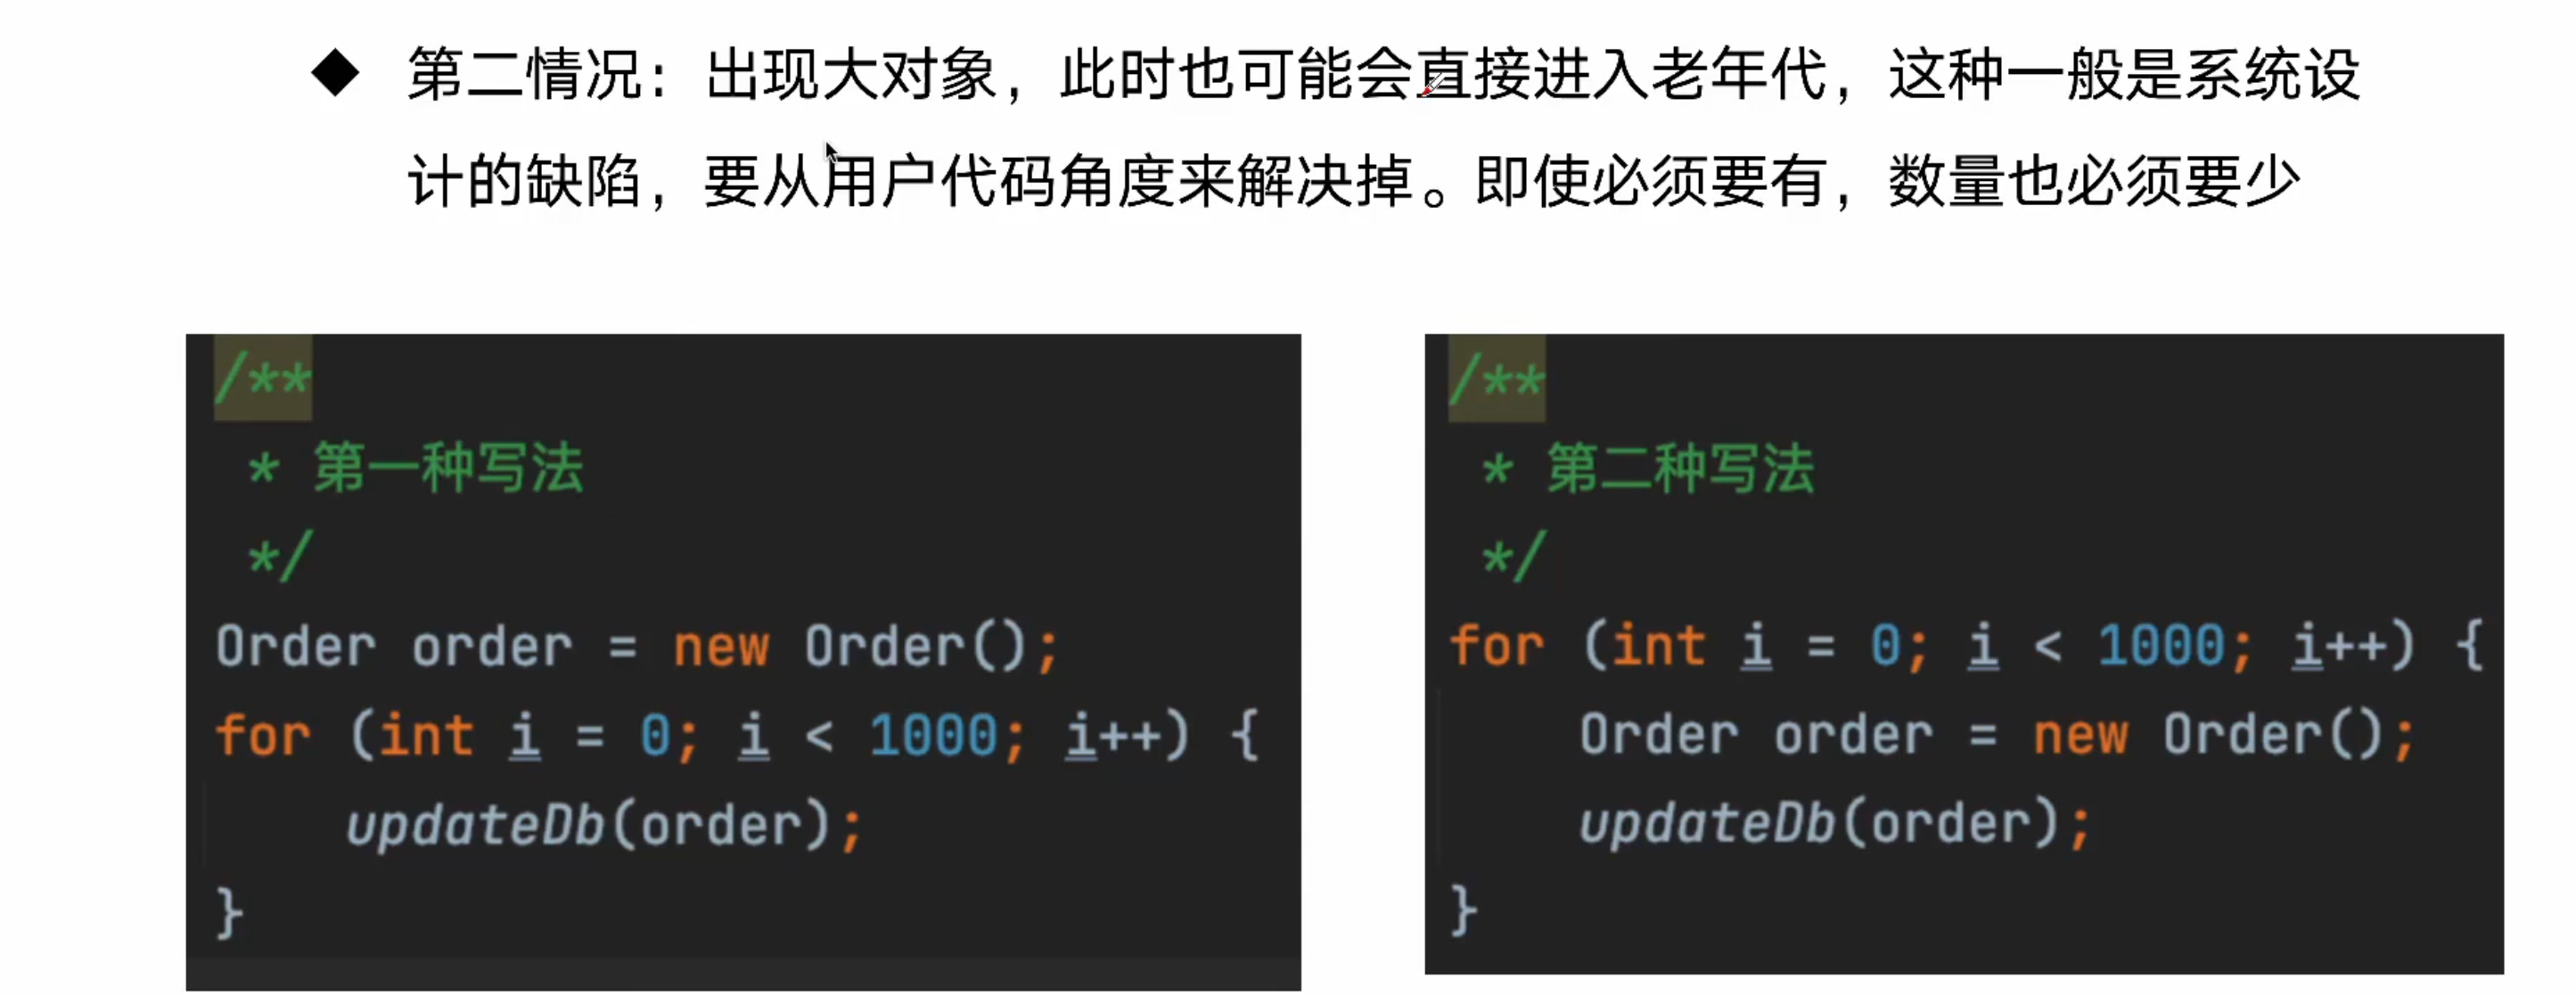 ◆ 第二情况：出现大对象，此时也可能会直接进入老年代，这种一般是系统设
计的缺陷，要从用户代码角度来解决掉。即使必须要有，数量也必须要少
/**
 * 第一种写法
 */
Order order = new Order();
for (int i = 0; i < 1000; i++) {
    updateDb(order);
}
/**
 * 第二种写法
 */
for (int i = 0; i < 1000; i++) {
    Order order = new Order();
    updateDb(order);
}